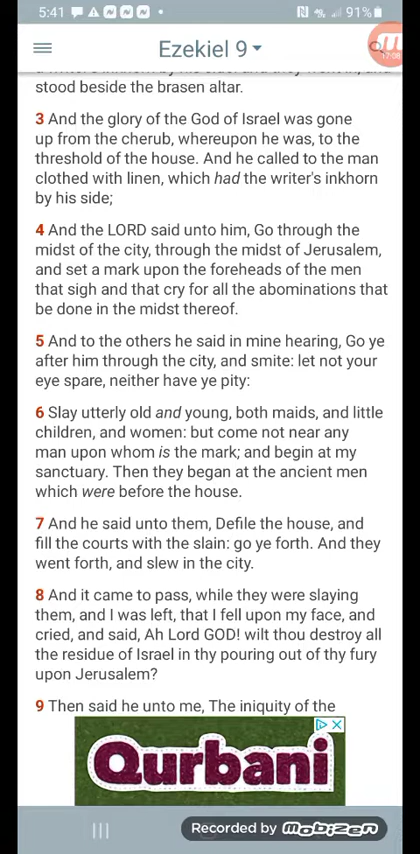 5:41
91%
Ezekiel 9
17:08
stood beside the brasen altar.
3 And the glory of the God of Israel was gone
up from the cherub, whereupon he was, to the
threshold of the house. And he called to the man
clothed with linen, which had the writer's inkhorn
by his side;
4 And the LORD said unto him, Go through the
midst of the city, through the midst of Jerusalem,
and set a mark upon the foreheads of the men
that sigh and that cry for all the abominations that
be done in the midst thereof.
5 And to the others he said in mine hearing, Go ye
after him through the city, and smite: let not your
eye spare, neither have ye pity:
6 Slay utterly old and young, both maids, and little
children, and women: but come not near any
man upon whom is the mark; and begin at my
sanctuary. Then they began at the ancient men
which were before the house.
7 And he said unto them, Defile the house, and
fill the courts with the slain: go ye forth. And they
went forth, and slew in the city.
8 And it came to pass, while they were slaying
them, and I was left, that I fell upon my face, and
cried, and said, Ah Lord GOD! wilt thou destroy all
the residue of Israel in thy pouring out of thy fury
upon Jerusalem?
9 Then said he unto me, The iniquity of the
Qurbani
Recorded by mobizen